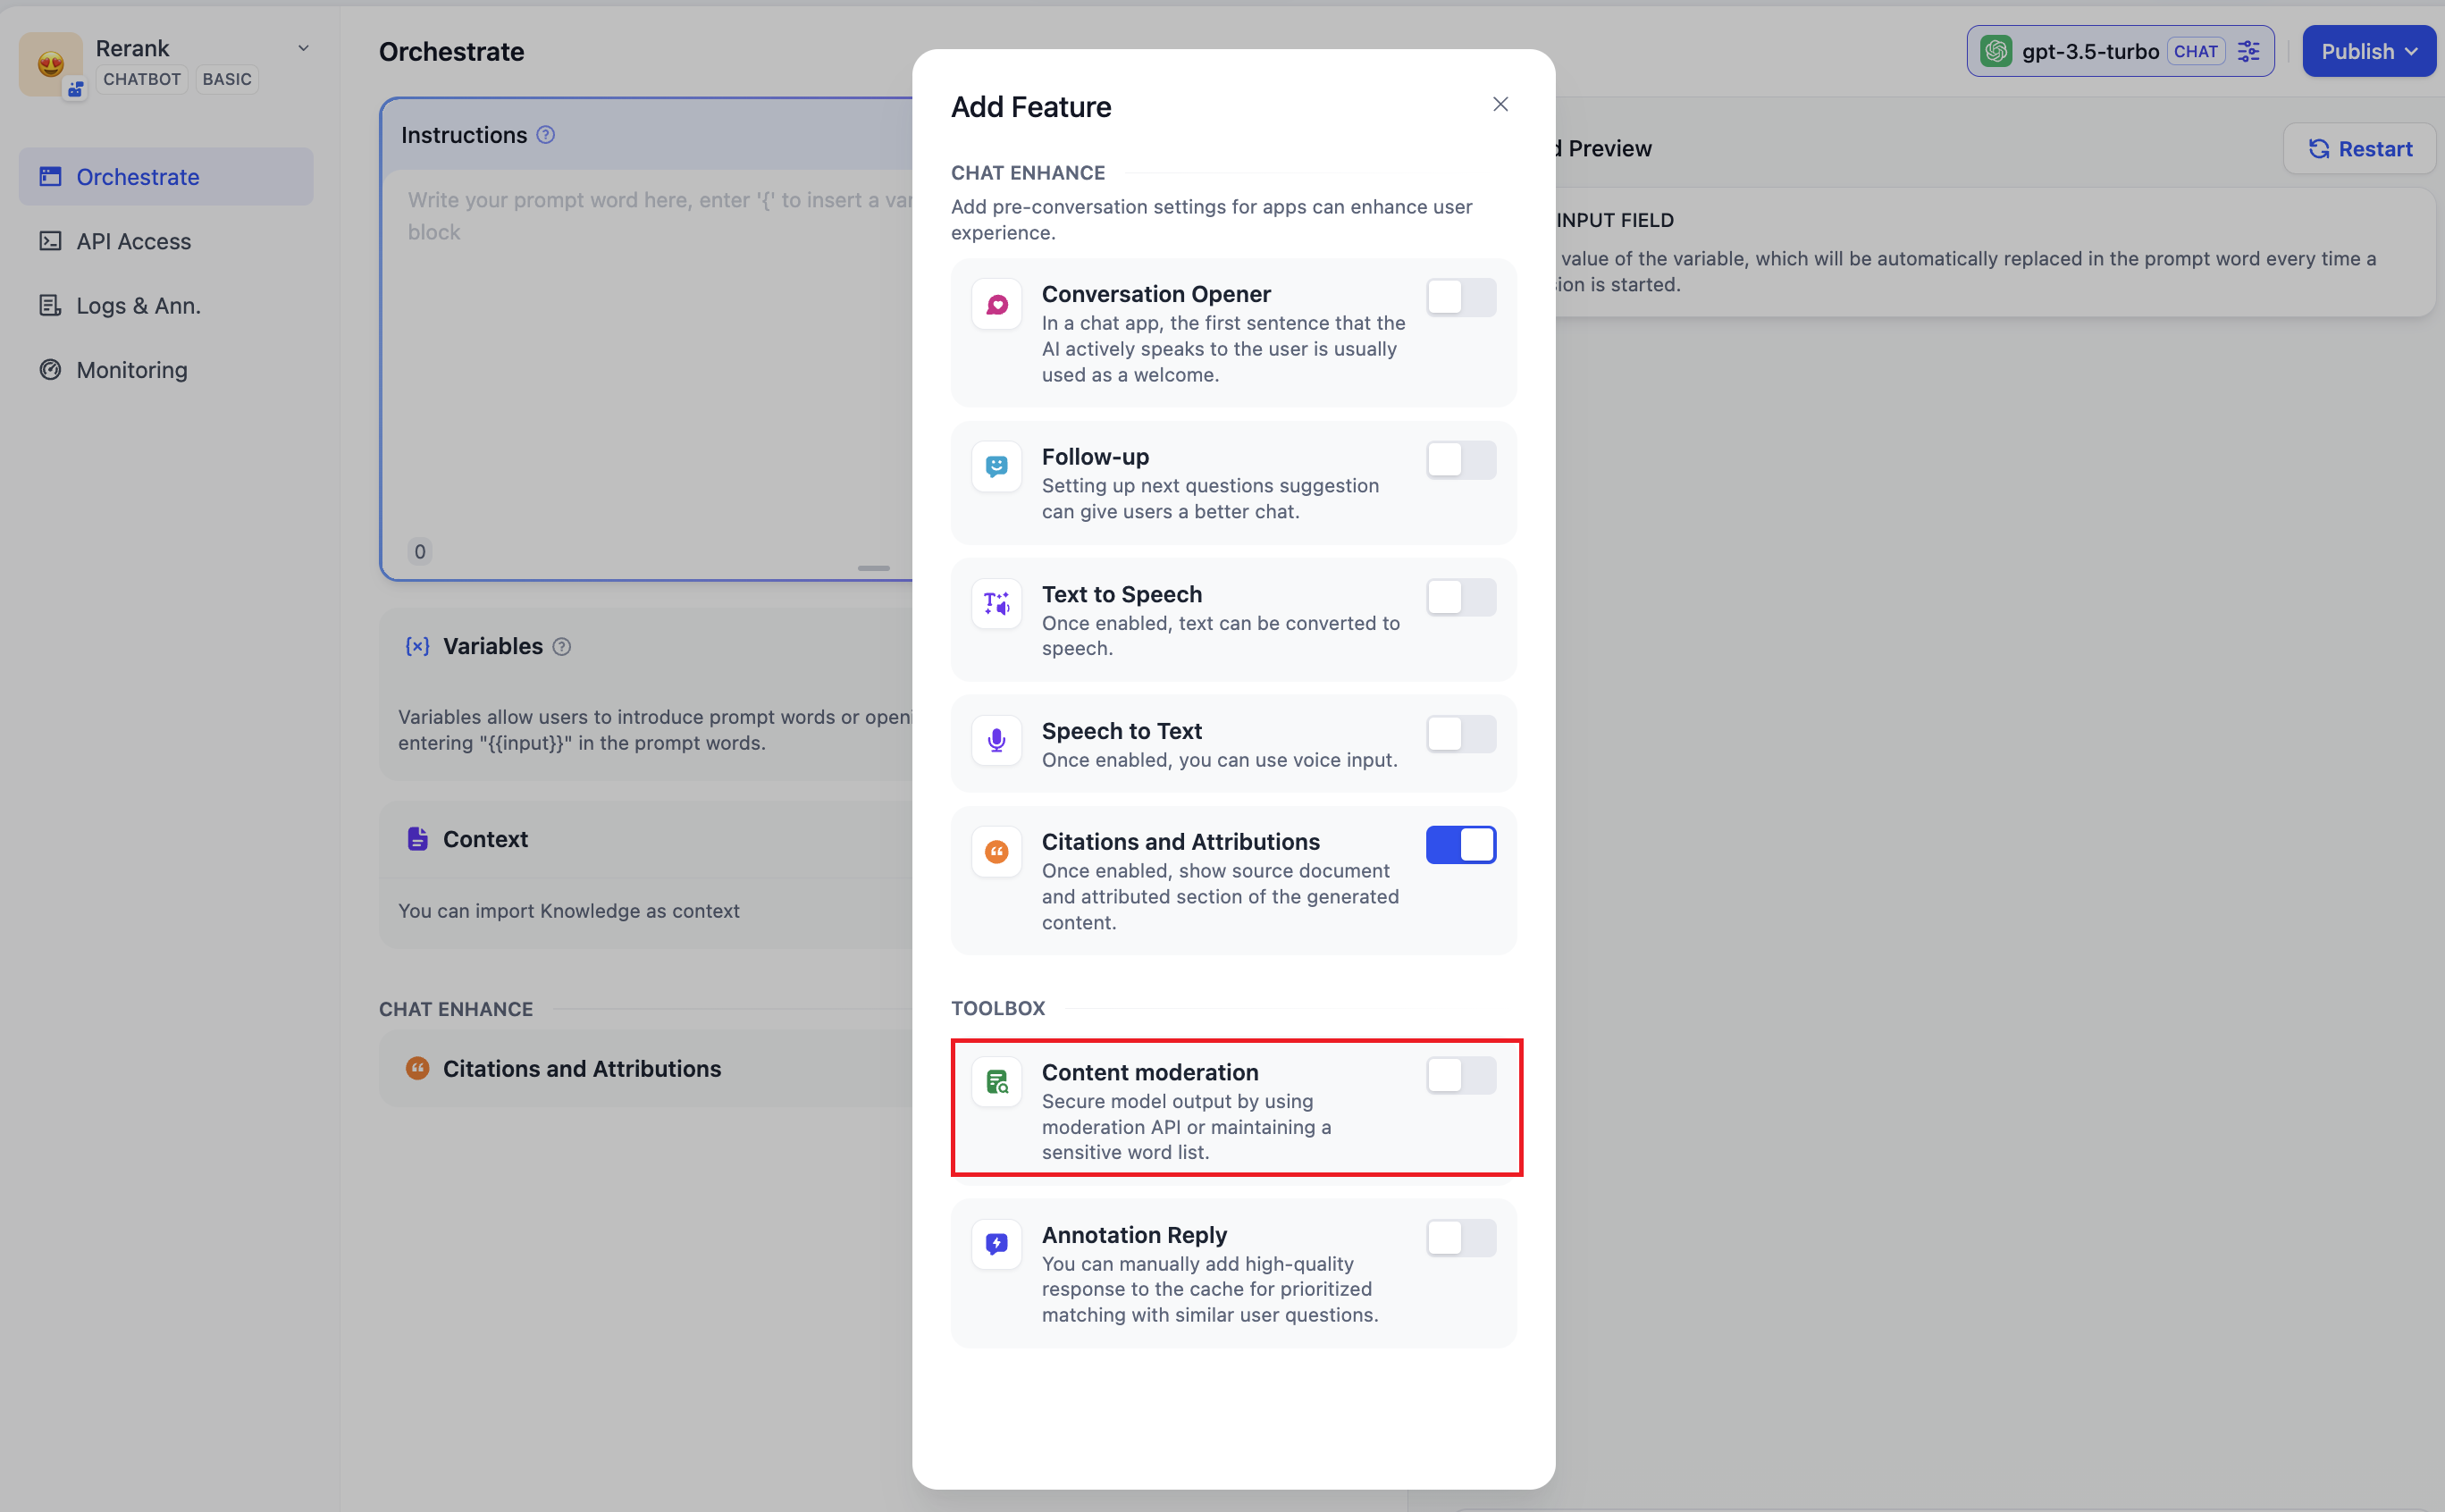 Rerank
CHATBOT BASIC
Orchestrate
API Access
Logs & Ann.
Monitoring
Orchestrate
gpt-3.5-turbo CHAT
Publish
Instructions
Write your prompt word here, enter '{' to insert a
block
0
Variables
Variables allow users to introduce prompt words or
entering "{{input}}" in the prompt words.
Context
You can import Knowledge as context
CHAT ENHANCE
Citations and Attributions
Preview
Restart
INPUT FIELD
value of the variable, which will be automatically replaced in the prompt word every time a
is started.
Add Feature
CHAT ENHANCE
Add pre-conversation settings for apps can enhance user
experience.
Conversation Opener
In a chat app, the first sentence that the
AI actively speaks to the user is usually
used as a welcome.
Follow-up
Setting up next questions suggestion
can give users a better chat.
Text to Speech
Once enabled, text can be converted to
speech.
Speech to Text
Once enabled, you can use voice input.
Citations and Attributions
Once enabled, show source document
and attributed section of the generated
content.
TOOLBOX
Content moderation
Secure model output by using
moderation API or maintaining a
sensitive word list.
Annotation Reply
You can manually add high-quality
response to the cache for prioritized
matching with similar user questions.